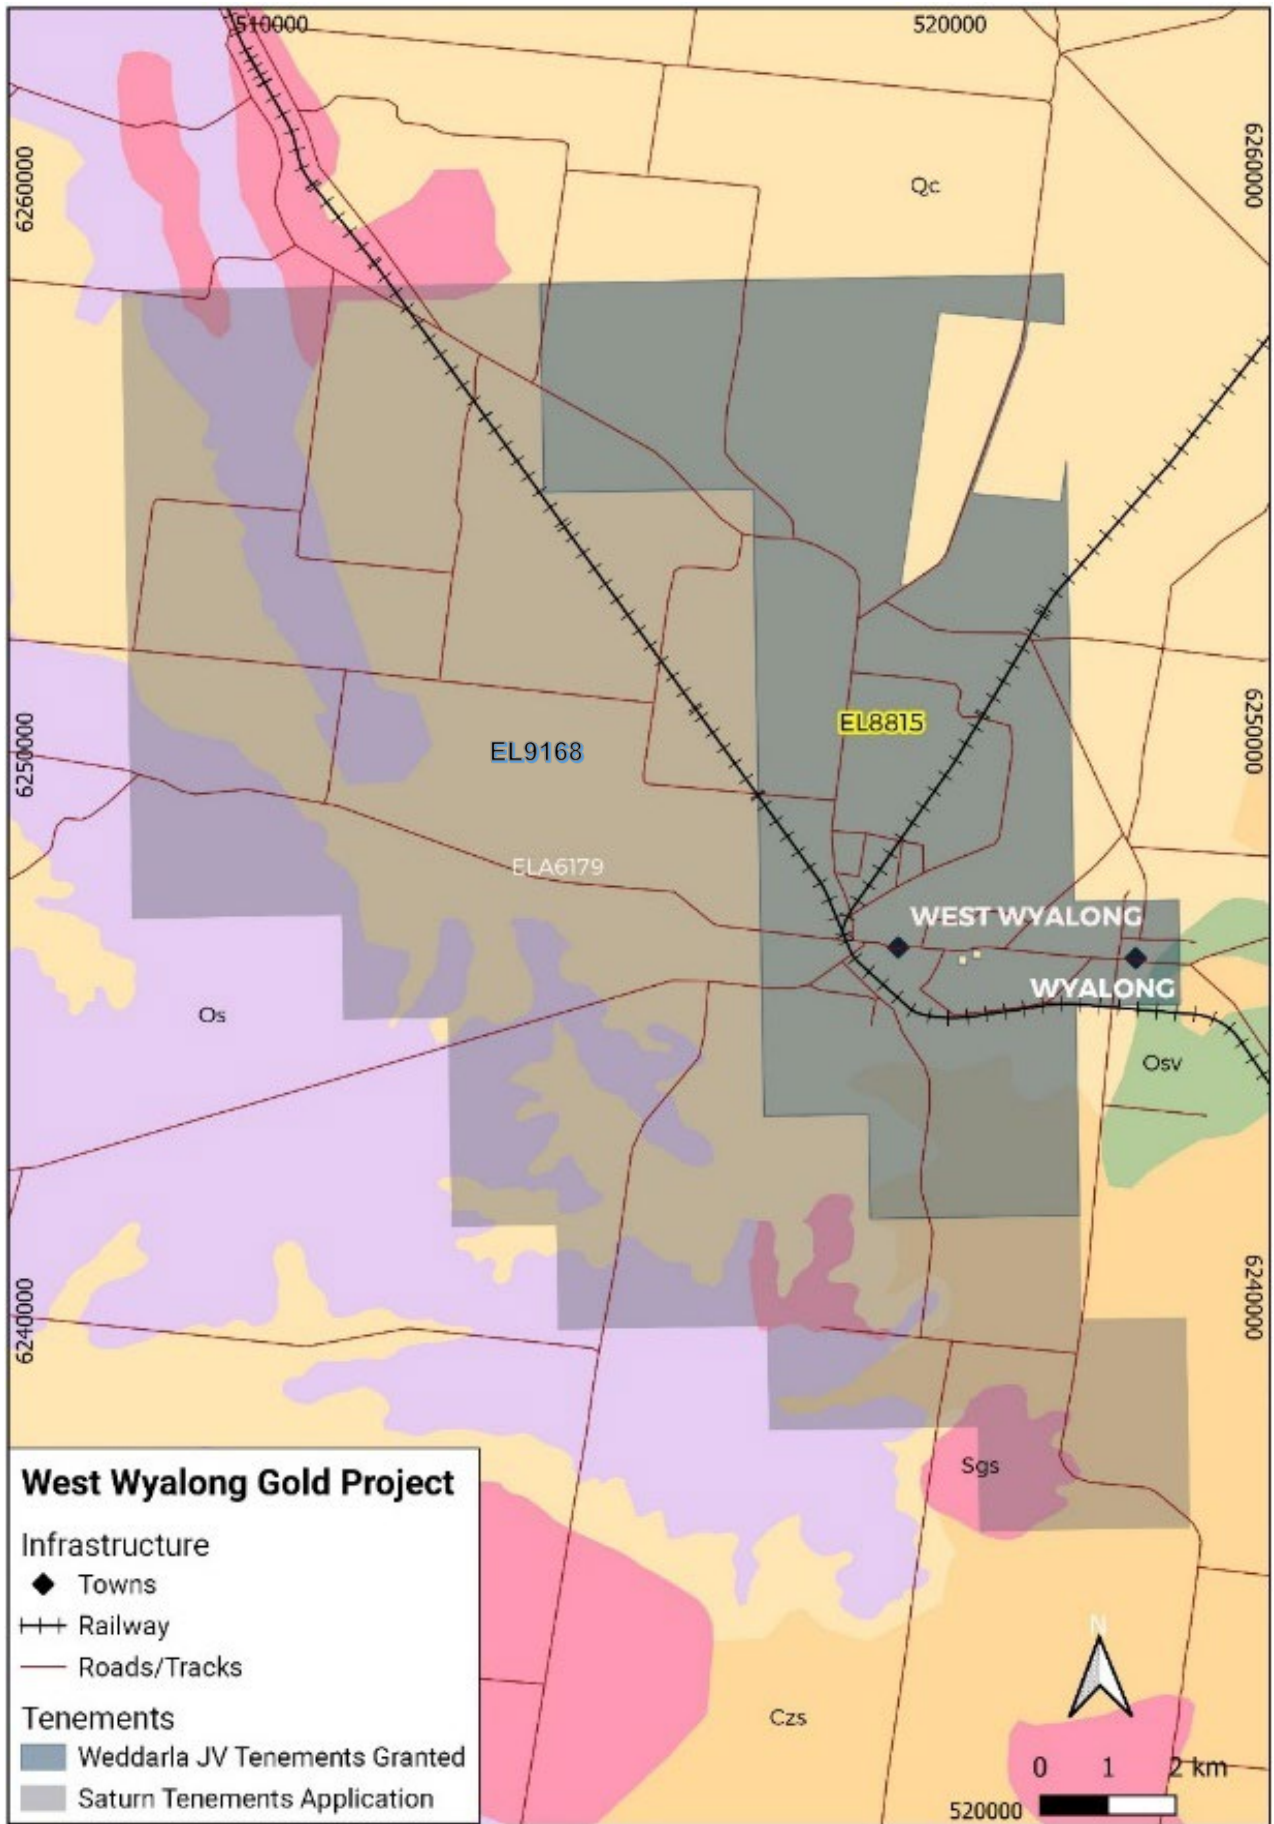 510000
520000
6260000
6260000
Qc
EL8815
EL9168
6250000
6250000
ELA6179
WEST WYALONG
WYALONG
Os
Osv
6240000
6240000
Sgs
West Wyalong Gold Project
Infrastructure
Towns
Railway
Roads/Tracks
Tenements
Weddarla JV Tenements Granted
Saturn Tenements Application
Czs
N
0 1 2 km
520000